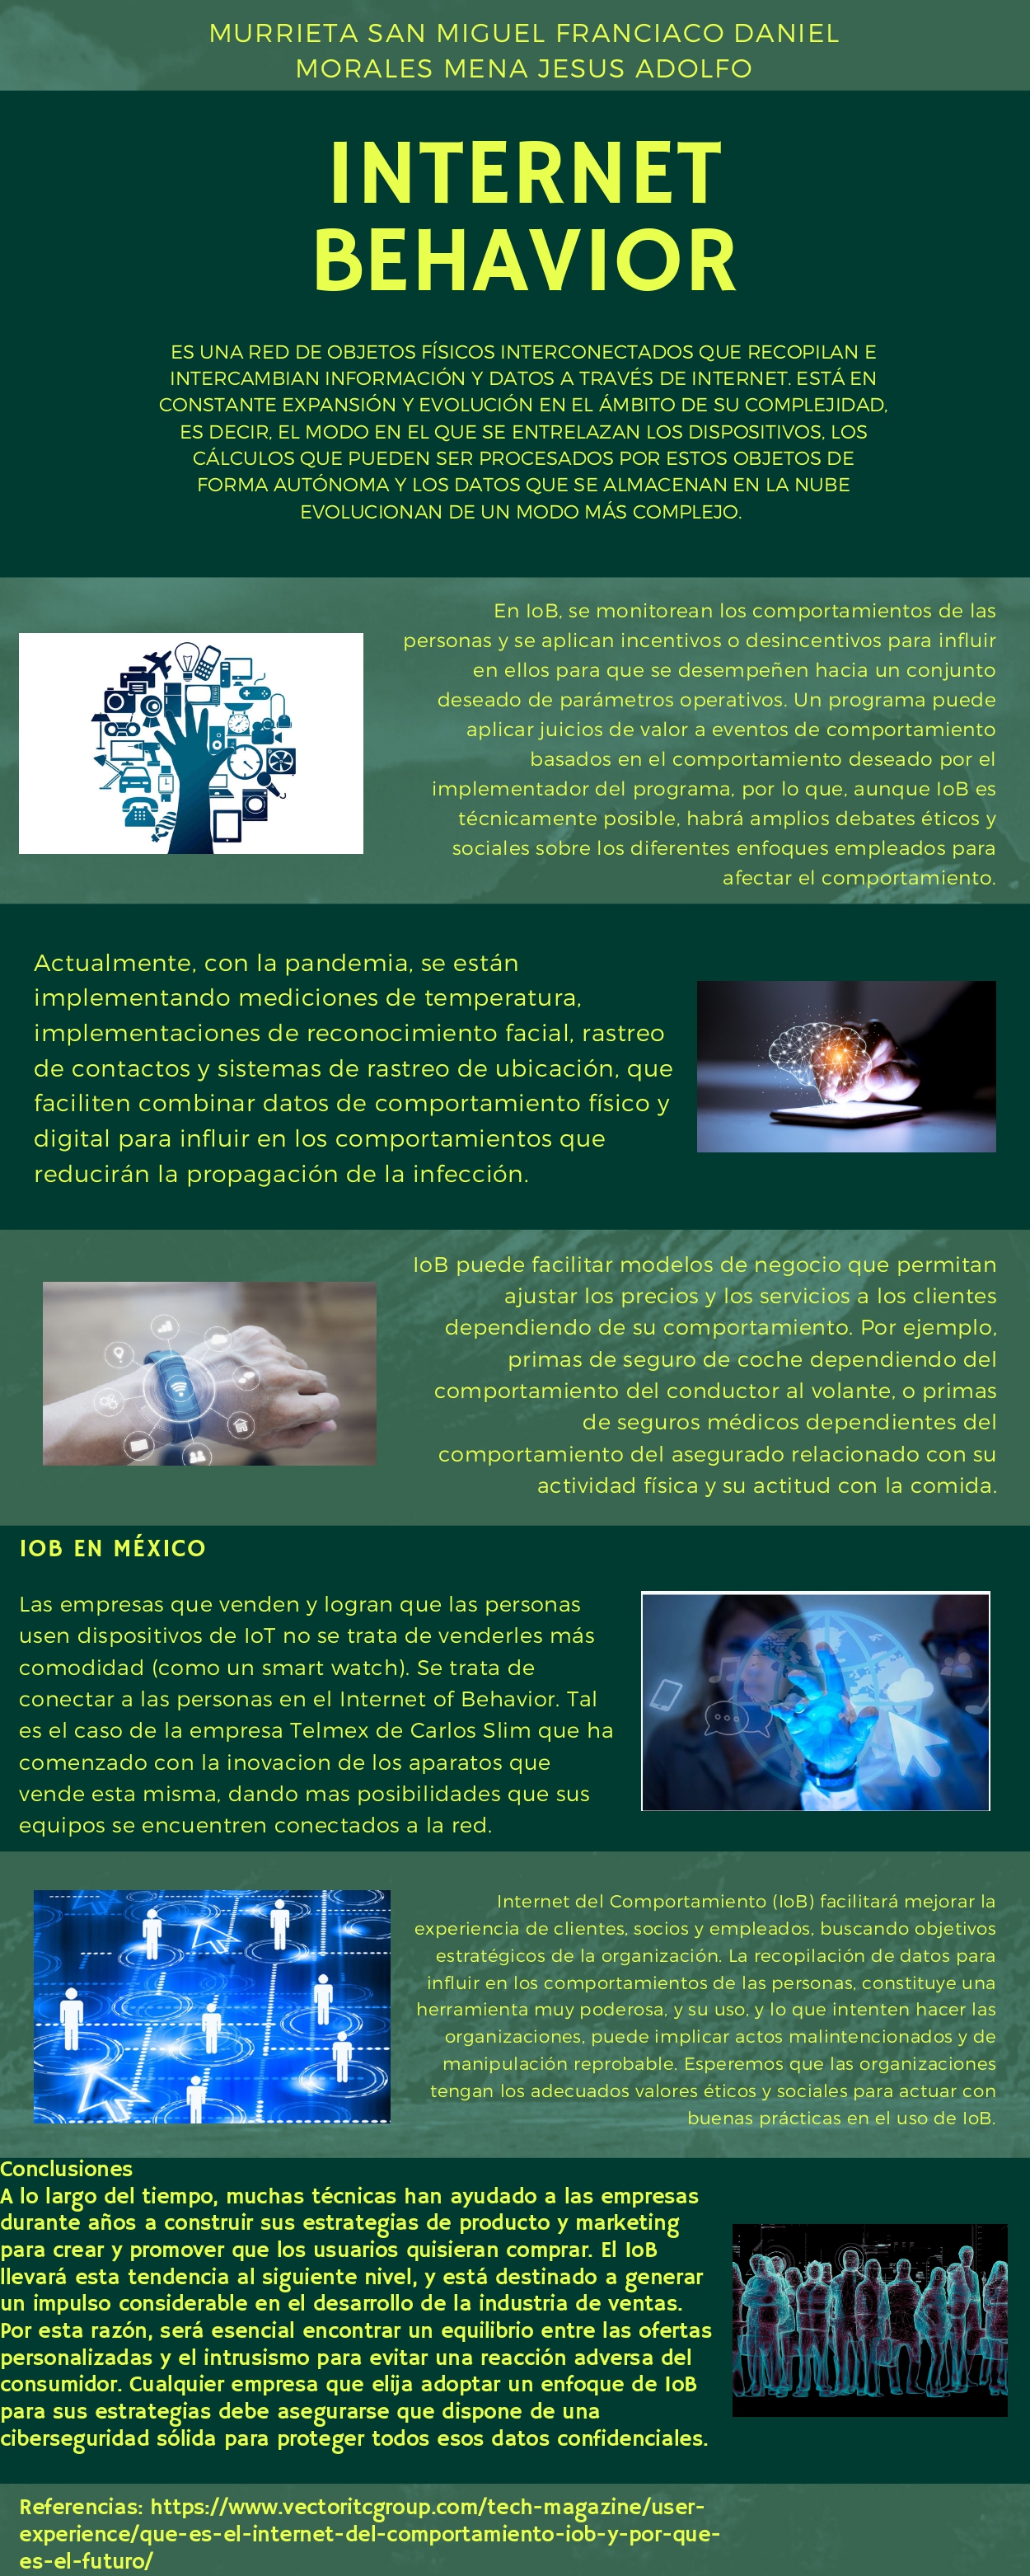 MURRIETA SAN MIGUEL FRANCIACO DANIEL
MORALES MENA JESUS ADOLFO
INTERNET
BEHAVIOR
ES UNA RED DE OBJETOS FÍSICOS INTERCONECTADOS QUE RECOPILAN E
INTERCAMBIAN INFORMACIÓN Y DATOS A TRAVÉS DE INTERNET. ESTÁ EN
CONSTANTE EXPANSIÓN Y EVOLUCIÓN EN EL ÁMBITO DE SU COMPLEJIDAD,
ES DECIR, EL MODO EN EL QUE SE ENTRELAZAN LOS DISPOSITIVOS, LOS
CÁLCULOS QUE PUEDEN SER PROCESADOS POR ESTOS OBJETOS DE
FORMA AUTÓNOMA Y LOS DATOS QUE SE ALMACENAN EN LA NUBE
EVOLUCIONAN DE UN MODO MÁS COMPLEJO.
En IoB, se monitorean los comportamientos de las
personas y se aplican incentivos o desincentivos para influir
en ellos para que se desempeñen hacia un conjunto
deseado de parámetros operativos. Un programa puede
aplicar juicios de valor a eventos de comportamiento
basados en el comportamiento deseado por el
implementador del programa, por lo que, aunque IoB es
técnicamente posible, habrá amplios debates éticos y
sociales sobre los diferentes enfoques empleados para
afectar el comportamiento.
Actualmente, con la pandemia, se están
implementando mediciones de temperatura,
implementaciones de reconocimiento facial, rastreo
de contactos y sistemas de rastreo de ubicación, que
faciliten combinar datos de comportamiento físico y
digital para influir en los comportamientos que
reducirán la propagación de la infección.
IoB puede facilitar modelos de negocio que permitan
ajustar los precios y los servicios a los clientes
dependiendo de su comportamiento. Por ejemplo,
primas de seguro de coche dependiendo del
comportamiento del conductor al volante, o primas
de seguros médicos dependientes del
comportamiento del asegurado relacionado con su
actividad física y su actitud con la comida.
IOB EN MÉXICO
Las empresas que venden y logran que las personas
usen dispositivos de IoT no se trata de venderles más
comodidad (como un smart watch). Se trata de
conectar a las personas en el Internet of Behavior. Tal
es el caso de la empresa Telmex de Carlos Slim que ha
comenzado con la inovacion de los aparatos que
vende esta misma, dando mas posibilidades que sus
equipos se encuentren conectados a la red.
Internet del Comportamiento (IoB) facilitará mejorar la
experiencia de clientes, socios y empleados, buscando objetivos
estratégicos de la organización. La recopilación de datos para
influir en los comportamientos de las personas, constituye una
herramienta muy poderosa, y su uso, y lo que intenten hacer las
organizaciones, puede implicar actos malintencionados y de
manipulación reprobable. Esperemos que las organizaciones
tengan los adecuados valores éticos y sociales para actuar con
buenas prácticas en el uso de IoB.
Conclusiones
A lo largo del tiempo, muchas técnicas han ayudado a las empresas
durante años a construir sus estrategias de producto y marketing
para crear y promover que los usuarios quisieran comprar. El IoB
llevará esta tendencia al siguiente nivel, y está destinado a generar
un impulso considerable en el desarrollo de la industria de ventas.
Por esta razón, será esencial encontrar un equilibrio entre las ofertas
personalizadas y el intrusismo para evitar una reacción adversa del
consumidor. Cualquier empresa que elija adoptar un enfoque de IoB
para sus estrategias debe asegurarse que dispone de una
ciberseguridad sólida para proteger todos esos datos confidenciales.
Referencias: https://www.vectoritcgroup.com/tech-magazine/user-
experience/que-es-el-internet-del-comportamiento-iob-y-por-que-
es-el-futuro/